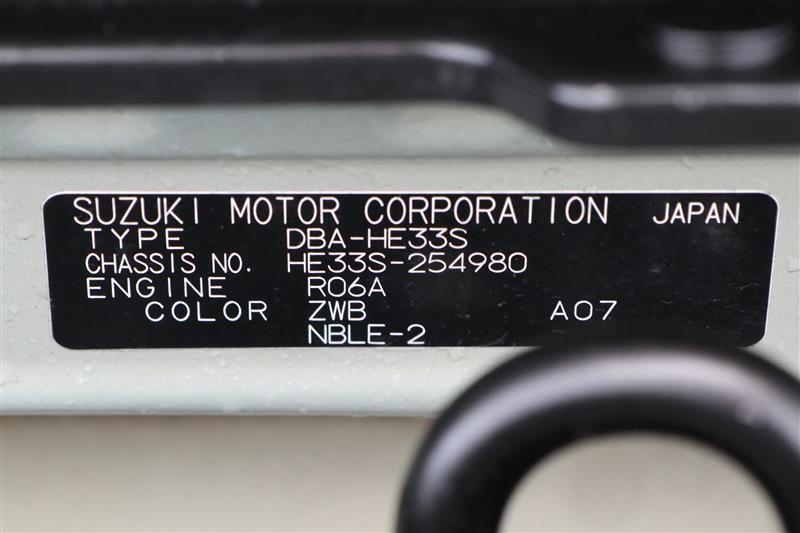 SUZUKI MOTOR CORPORATION JAPAN
TYPE DBA-HE33S
CHASSIS NO. HE33S-254980
ENGINE R06A
COLOR ZWB A07
NBLE-2